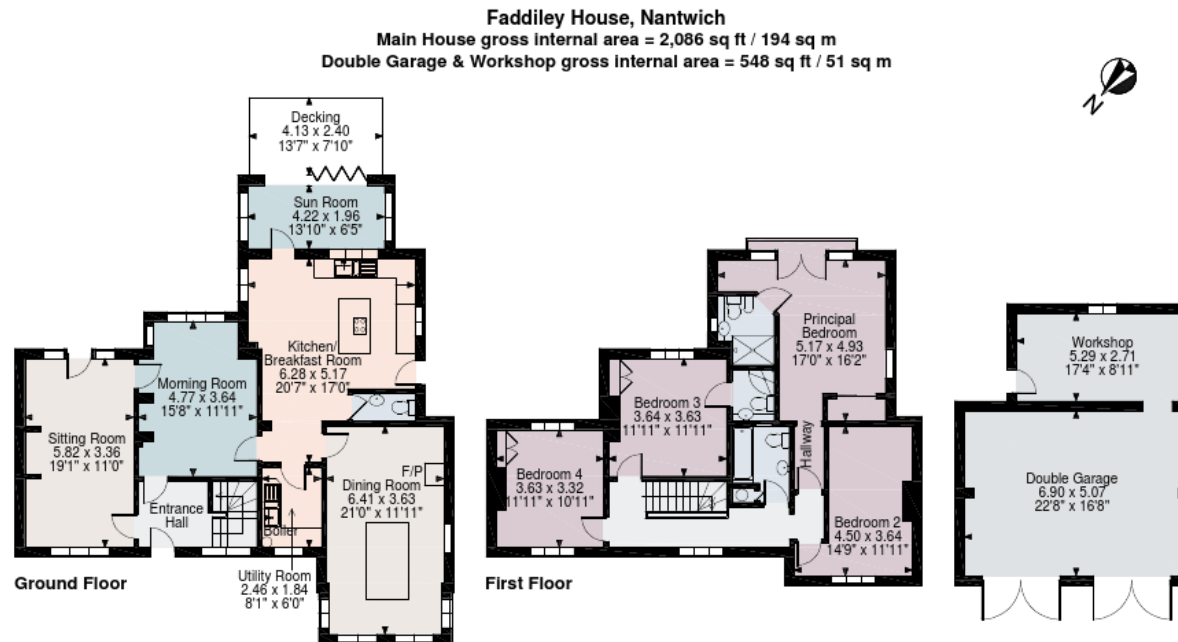 Faddiley House, Nantwich
Main House gross internal area = 2,086 sq ft / 194 sq m
Double Garage & Workshop gross internal area = 548 sq ft / 51 sq m
N
Decking
4.13 x 2.40
13'7" x 7'10"
Sun Room
4.22 x 1.96
13'10" x 6'5"
Kitchen/
Breakfast Room
6.28 x 5.17
20'7" x 17'0"
Morning Room
4.77 x 3.64
15'8" x 11'11"
Sitting Room
5.82 x 3.36
19'1" x 11'0"
Entrance
Hall
F/P
Dining Room
6.41 x 3.63
21'0" x 11'11"
Boiler
Utility Room
2.46 x 1.84
8'1" x 6'0"
Ground Floor
Principal
Bedroom
5.17 x 4.93
17'0" x 16'2"
Bedroom 3
3.64 x 3.63
11'11" x 11'11"
Bedroom 4
3.63 x 3.32
11'11" x 10'11"
Hallway
Bedroom 2
4.50 x 3.64
14'9" x 11'11"
First Floor
Workshop
5.29 x 2.71
17'4" x 8'11"
Double Garage
6.90 x 5.07
22'8" x 16'8"